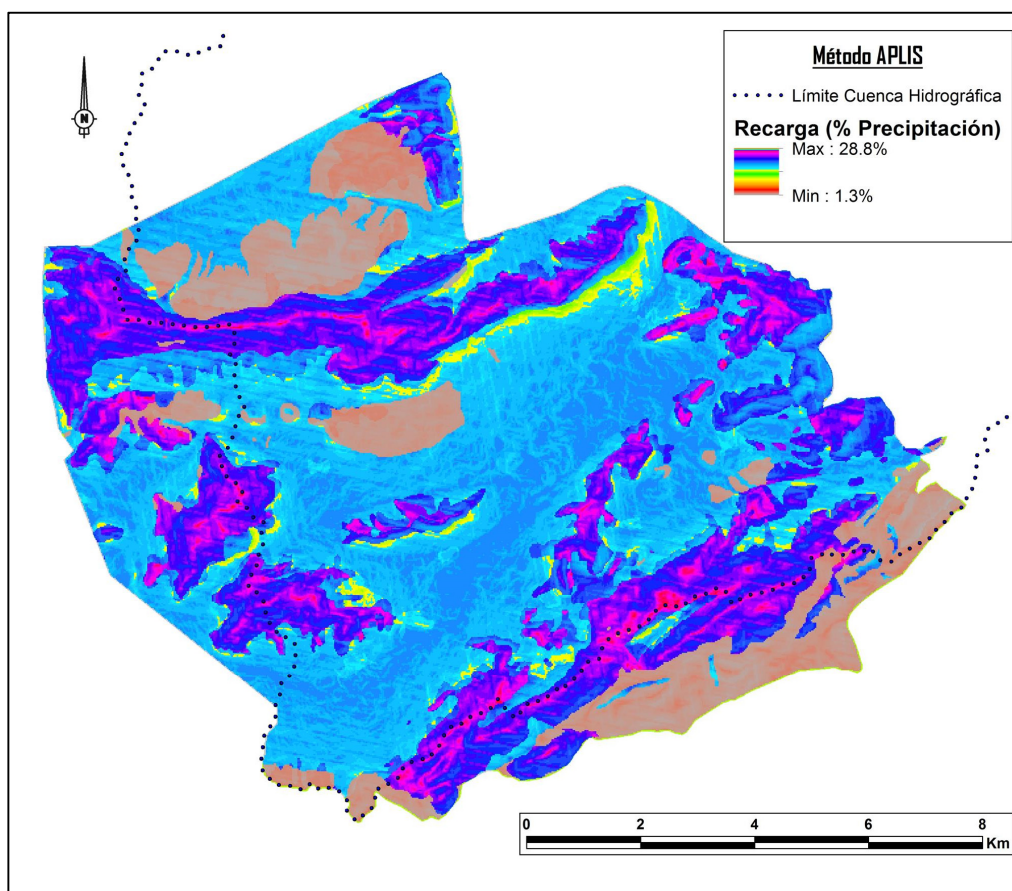 N
Método APLIS
Límite Cuenca Hidrográfica
Recarga (% Precipitación)
Max : 28.8%
Min : 1.3%
0 2 4 6 8
Km